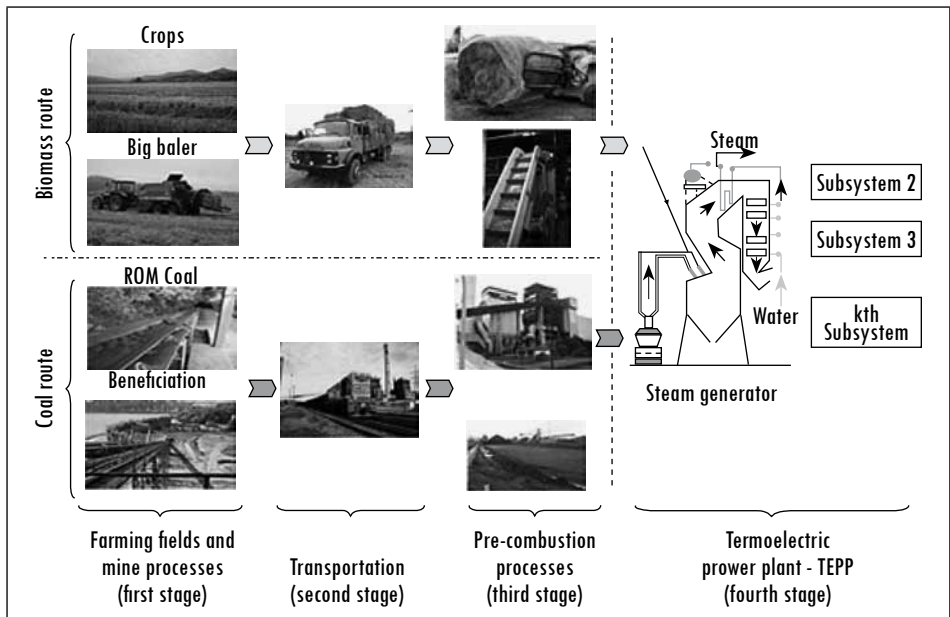 Biomass route
Crops
Big baler
Coal route
ROM Coal
Beneficiation
Steam
Water
Steam generator
Subsystem 2
Subsystem 3
kth
Subsystem
Farming fields and
mine processes
(first stage)
Transportation
(second stage)
Pre-combustion
processes
(third stage)
Termoelectric
prower plant - TEPP
(fourth stage)